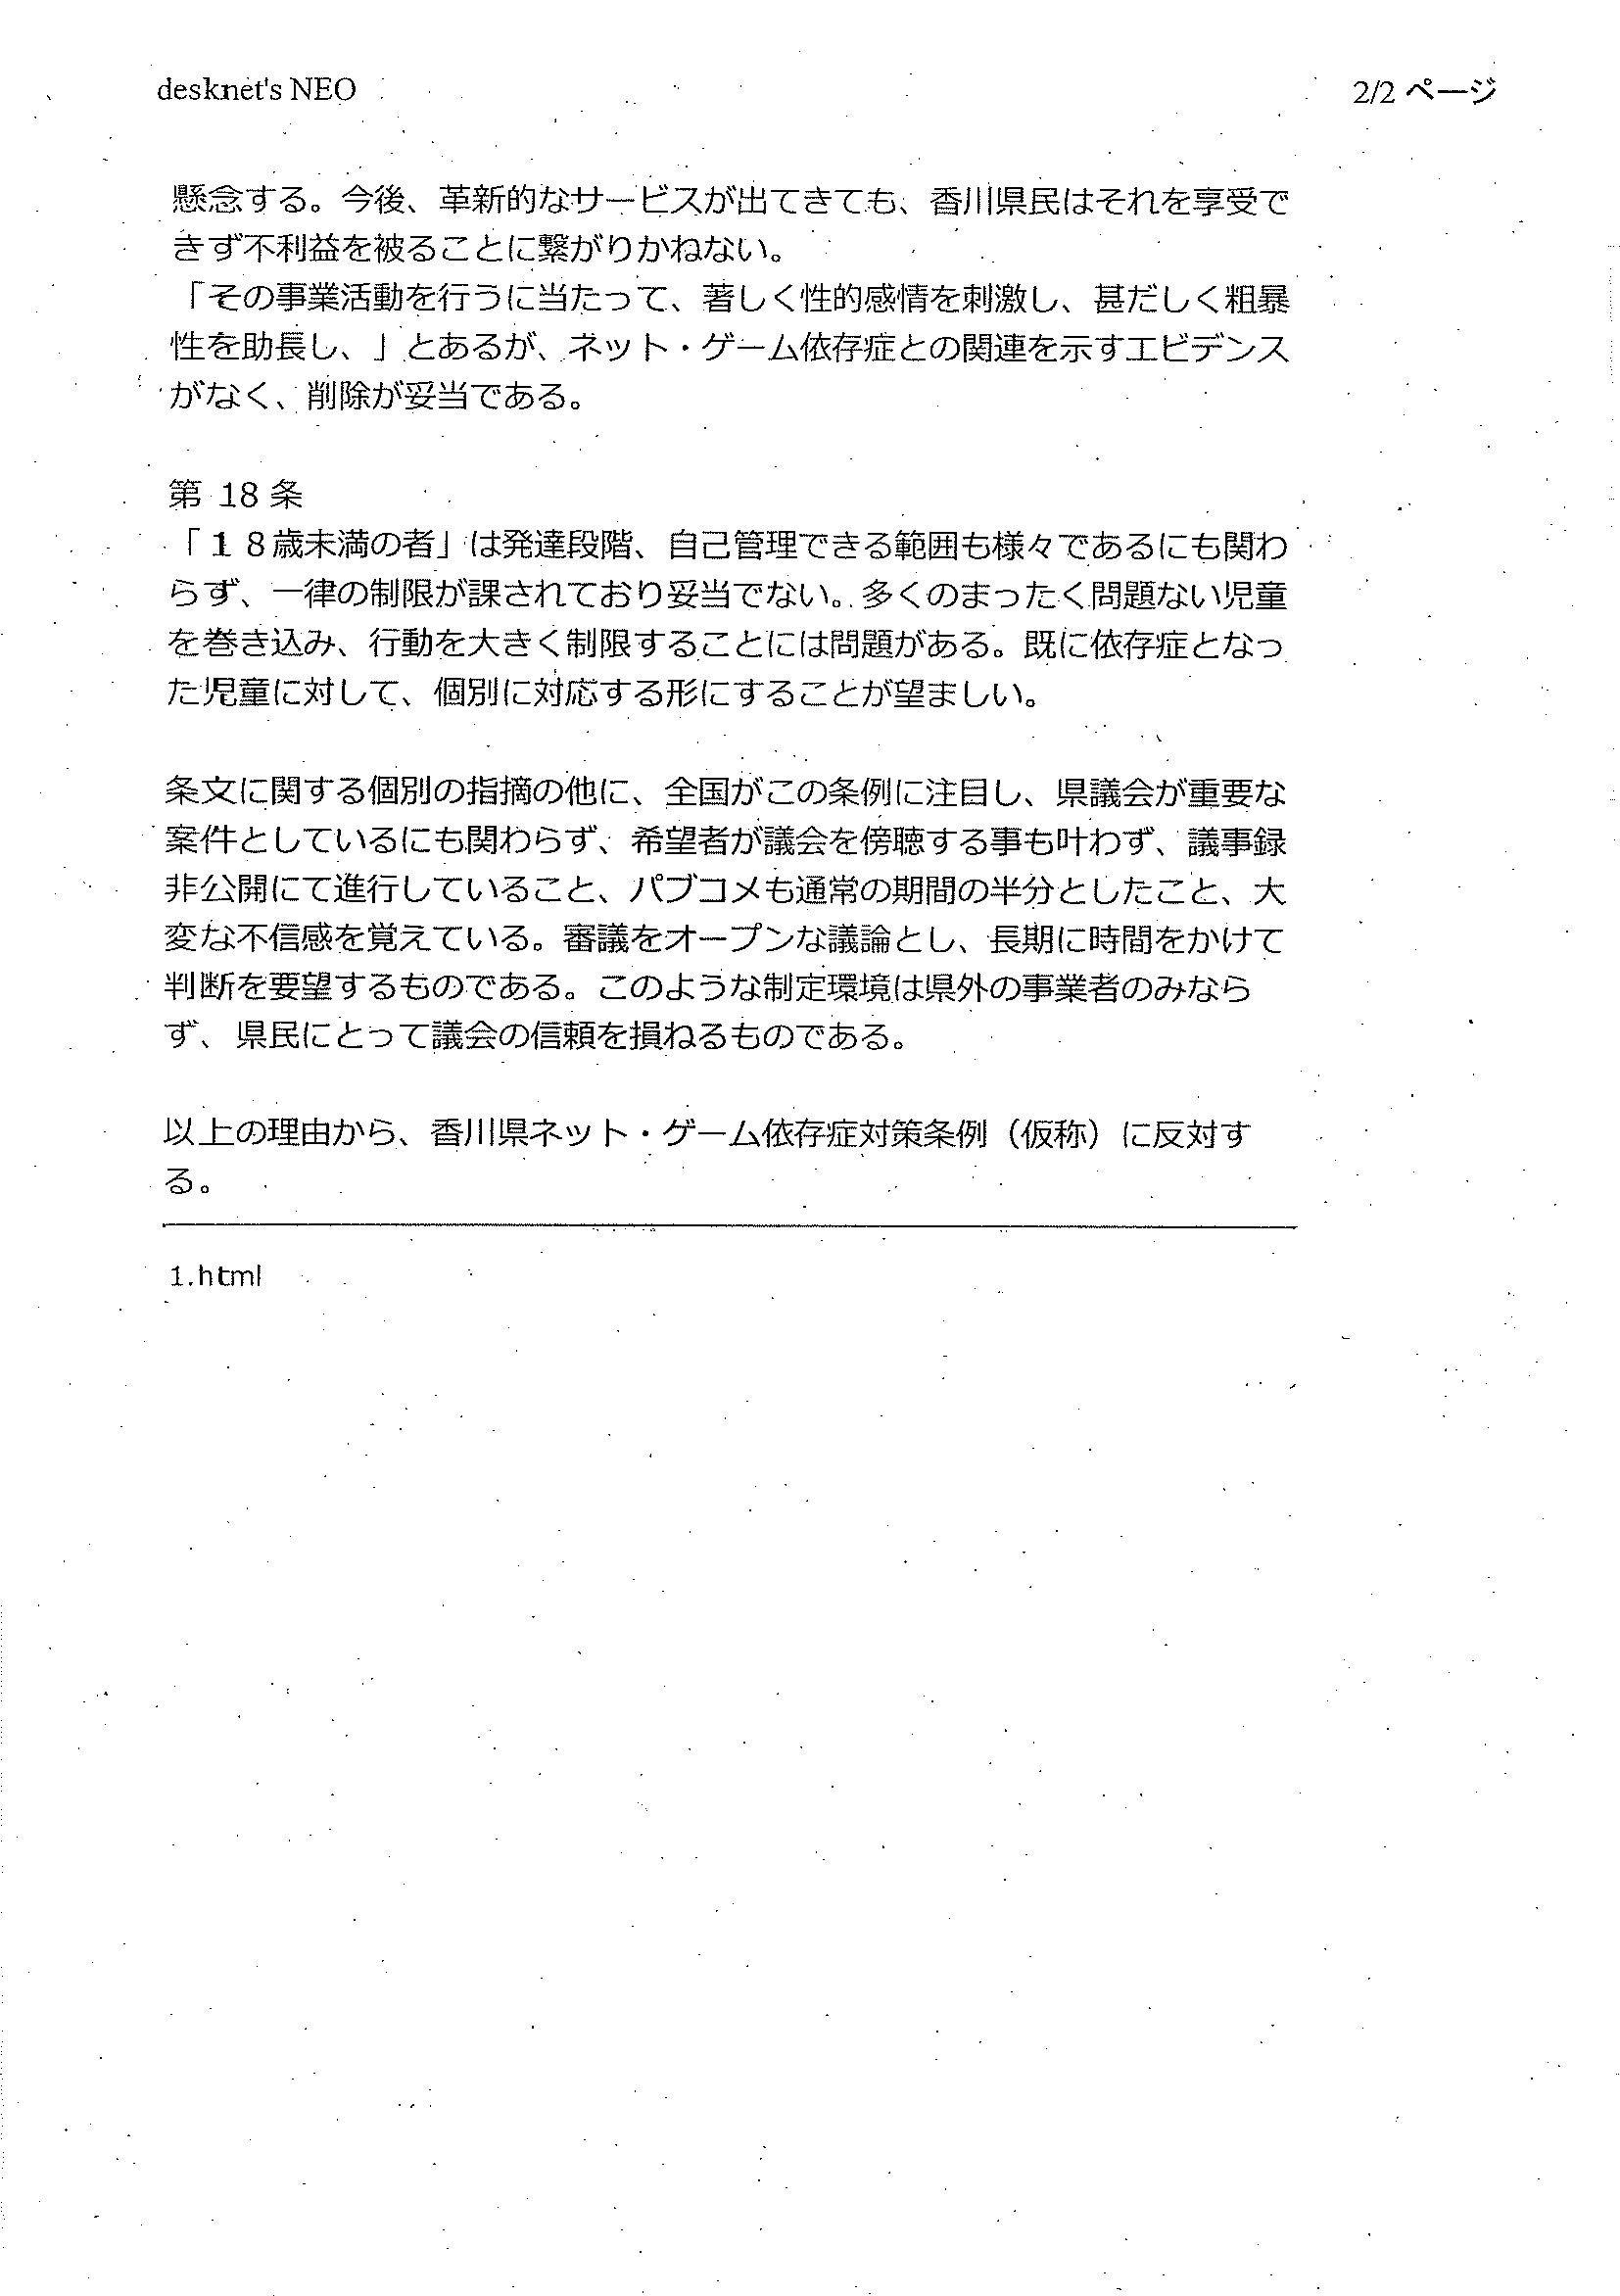 desknet's NEO
2/2 ページ
懸念する。今後、革新的なサービスが出てきても、香川県民はそれを享受で
きず不利益を被ることに繋がりかねない。
「その事業活動を行うに当たって、著しく性的感情を刺激し、甚だしく粗暴
性を助長し、」とあるが、ネット・ゲーム依存症との関連を示すエビデンス
がなく、削除が妥当である。
第 18 条
「１８歳未満の者」は発達段階、自己管理できる範囲も様々であるにも関わ
らず、一律の制限が課されており妥当でない。多くのまったく問題ない児童
を巻き込み、行動を大きく制限することには問題がある。既に依存症となっ
た児童に対して、個別に対応する形にすることが望ましい。
条文に関する個別の指摘の他に、全国がこの条例に注目し、県議会が重要な
案件としているにも関わらず、希望者が議会を傍聴する事も叶わず、議事録
非公開にて進行していること、パブコメも通常の期間の半分としたこと、大
変な不信感を覚えている。審議をオープンな議論とし、長期に時間をかけて
判断を要望するものである。このような制定環境は県外の事業者のみなら
ず、県民にとって議会の信頼を損ねるものである。
以上の理由から、香川県ネット・ゲーム依存症対策条例（仮称）に反対す
る。
1.html